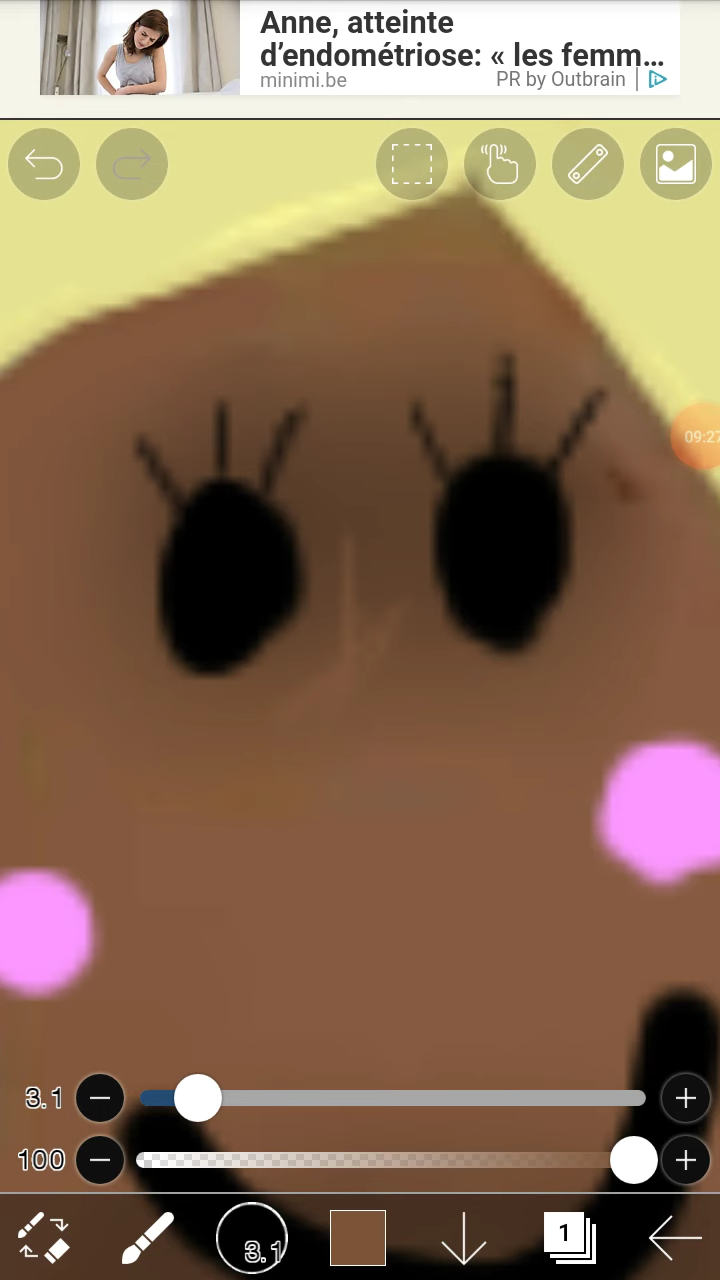 Anne, atteinte
d'endométriose: « les femm...
minimi.be
PR by Outbrain
09:27
3.1
100
3.1
1